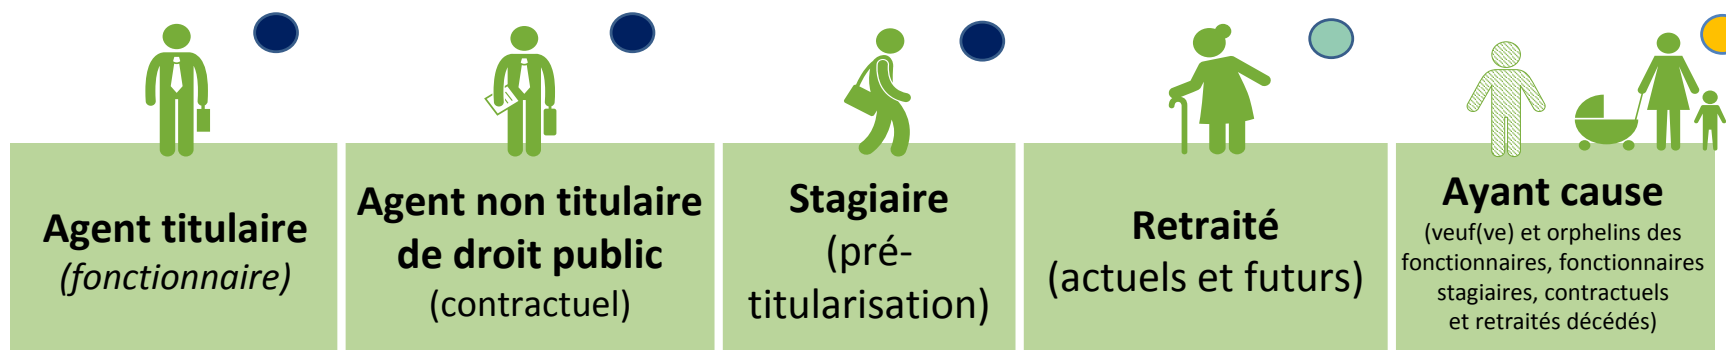 Agent titulaire
(fonctionnaire)
Agent non titulaire
de droit public
(contractuel)
Stagiaire
(pré-
titularisation)
Retraité
(actuels et futurs)
Ayant cause
(veuf(ve) et orphelins des
fonctionnaires, fonctionnaires
stagiaires, contractuels
et retraités décédés)